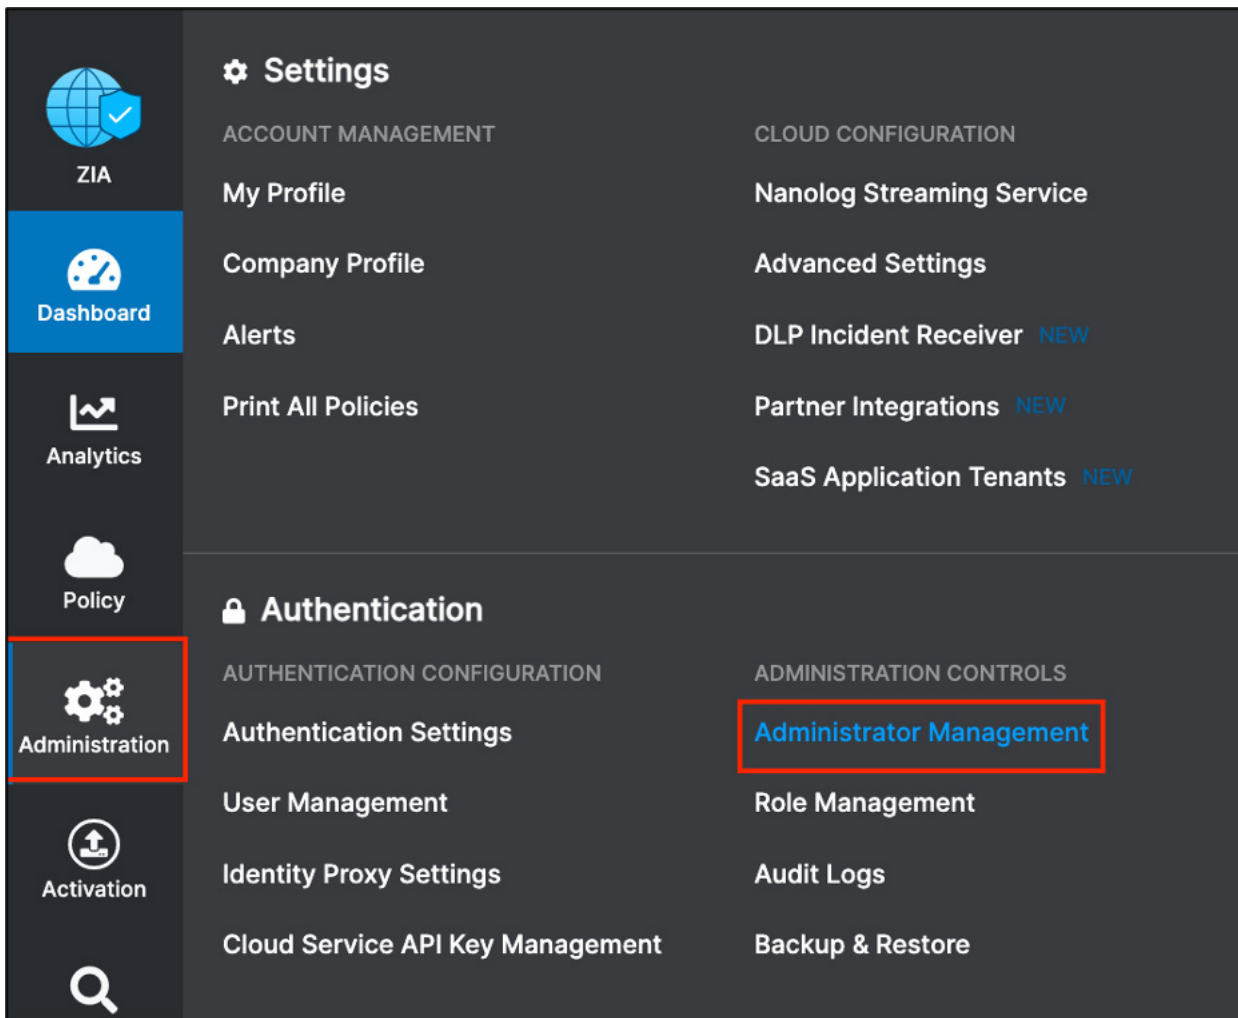 ZIA
Dashboard
Analytics
Policy
Administration
Activation
Settings
ACCOUNT MANAGEMENT
My Profile
Company Profile
Alerts
Print All Policies
CLOUD CONFIGURATION
Nanolog Streaming Service
Advanced Settings
DLP Incident Receiver NEW
Partner Integrations NEW
SaaS Application Tenants NEW
Authentication
AUTHENTICATION CONFIGURATION
Authentication Settings
User Management
Identity Proxy Settings
Cloud Service API Key Management
ADMINISTRATION CONTROLS
Administrator Management
Role Management
Audit Logs
Backup & Restore